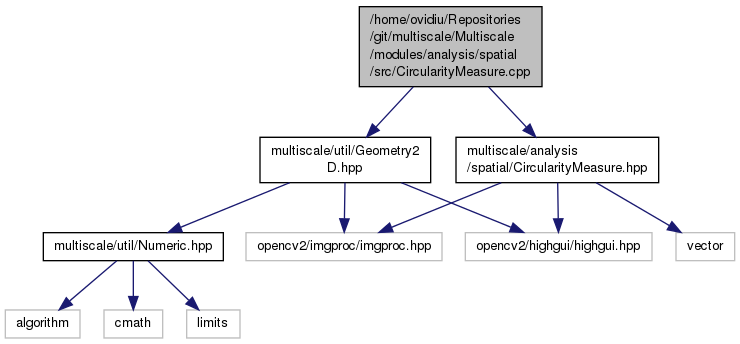 /home/ovidiu/Repositories
/git/multiscale/Multiscale
/modules/analysis/spatial
/src/CircularityMeasure.cpp
multiscale/util/Geometry2
D.hpp
multiscale/analysis
/spatial/CircularityMeasure.hpp
multiscale/util/Numeric.hpp
opencv2/imgproc/imgproc.hpp
opencv2/highgui/highgui.hpp
vector
algorithm
cmath
limits